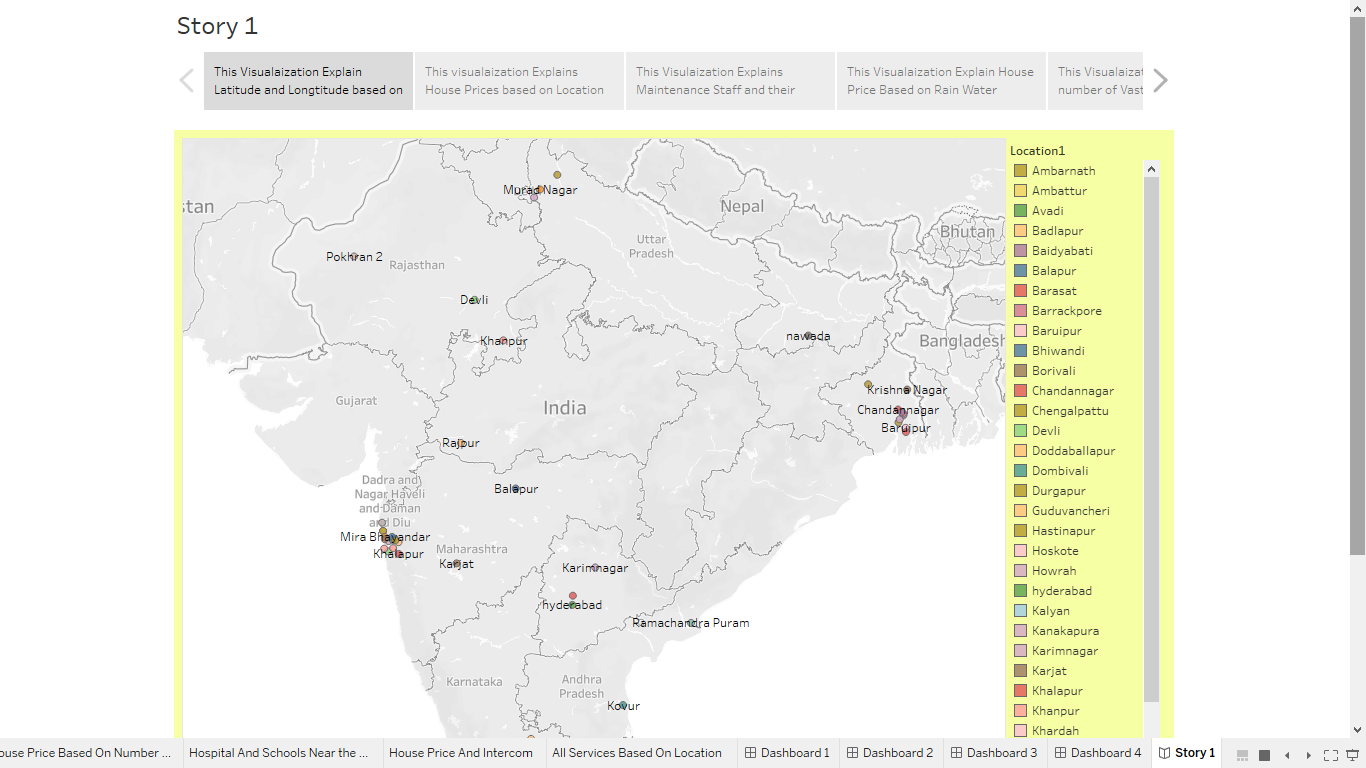 Story 1
This Visualaization Explain
Latitude and Longtitude based on
This visualaization Explains
House Prices based on Location
This Visulaization Explains
Maintenance Staff and their
This Visualaization Explain House
Price Based on Rain Water
This Visualaizat
number of Vast
stan
Murad Nagar
Nepal
Bhutan
Uttar
Pradesh
Pokhran 2
Rajasthan
Devli
Khanpur
nawada
Bangladesh
Krishna Nagar
Gujarat
India
Chandannagar
Baruipur
Rajpur
Dadra and
Nagar Haveli
and Daman
and Diu
Balapur
Mira Bhayandar
Khalapur
Maharashtra
Karjat
Karimnagar
hyderabad
Ramachandra Puram
Karnataka
Andhra
Pradesh
Kovur
Location1
Ambarnath
Ambattur
Avadi
Badlapur
Baidyabati
Balapur
Barasat
Barrackpore
Baruipur
Bhiwandi
Borivali
Chandannagar
Chengalpattu
Devli
Doddaballapur
Dombivali
Durgapur
Guduvancheri
Hastinapur
Hoskote
Howrah
hyderabad
Kalyan
Kanakapura
Karimnagar
Karjat
Khalapur
Khanpur
Khardah
ouse Price Based On Number ...
Hospital And Schools Near the ...
House Price And Intercom
All Services Based On Location
Dashboard 1
Dashboard 2
Dashboard 3
Dashboard 4
Story 1